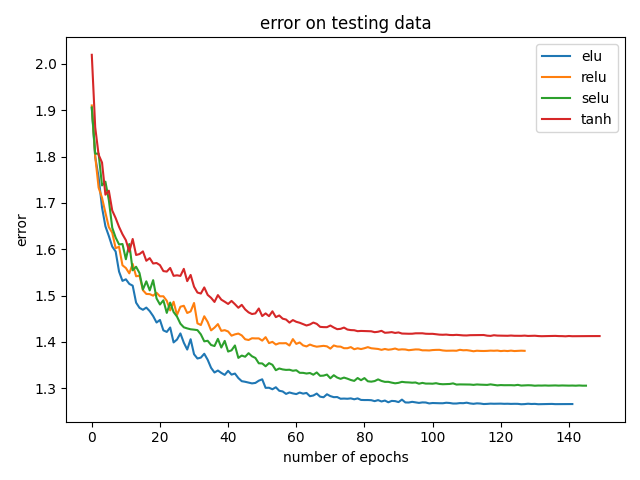 error on testing data
elu
relu
selu
tanh
error
2.0
1.9
1.8
1.7
1.6
1.5
1.4
1.3
0 20 40 60 80 100 120 140
number of epochs